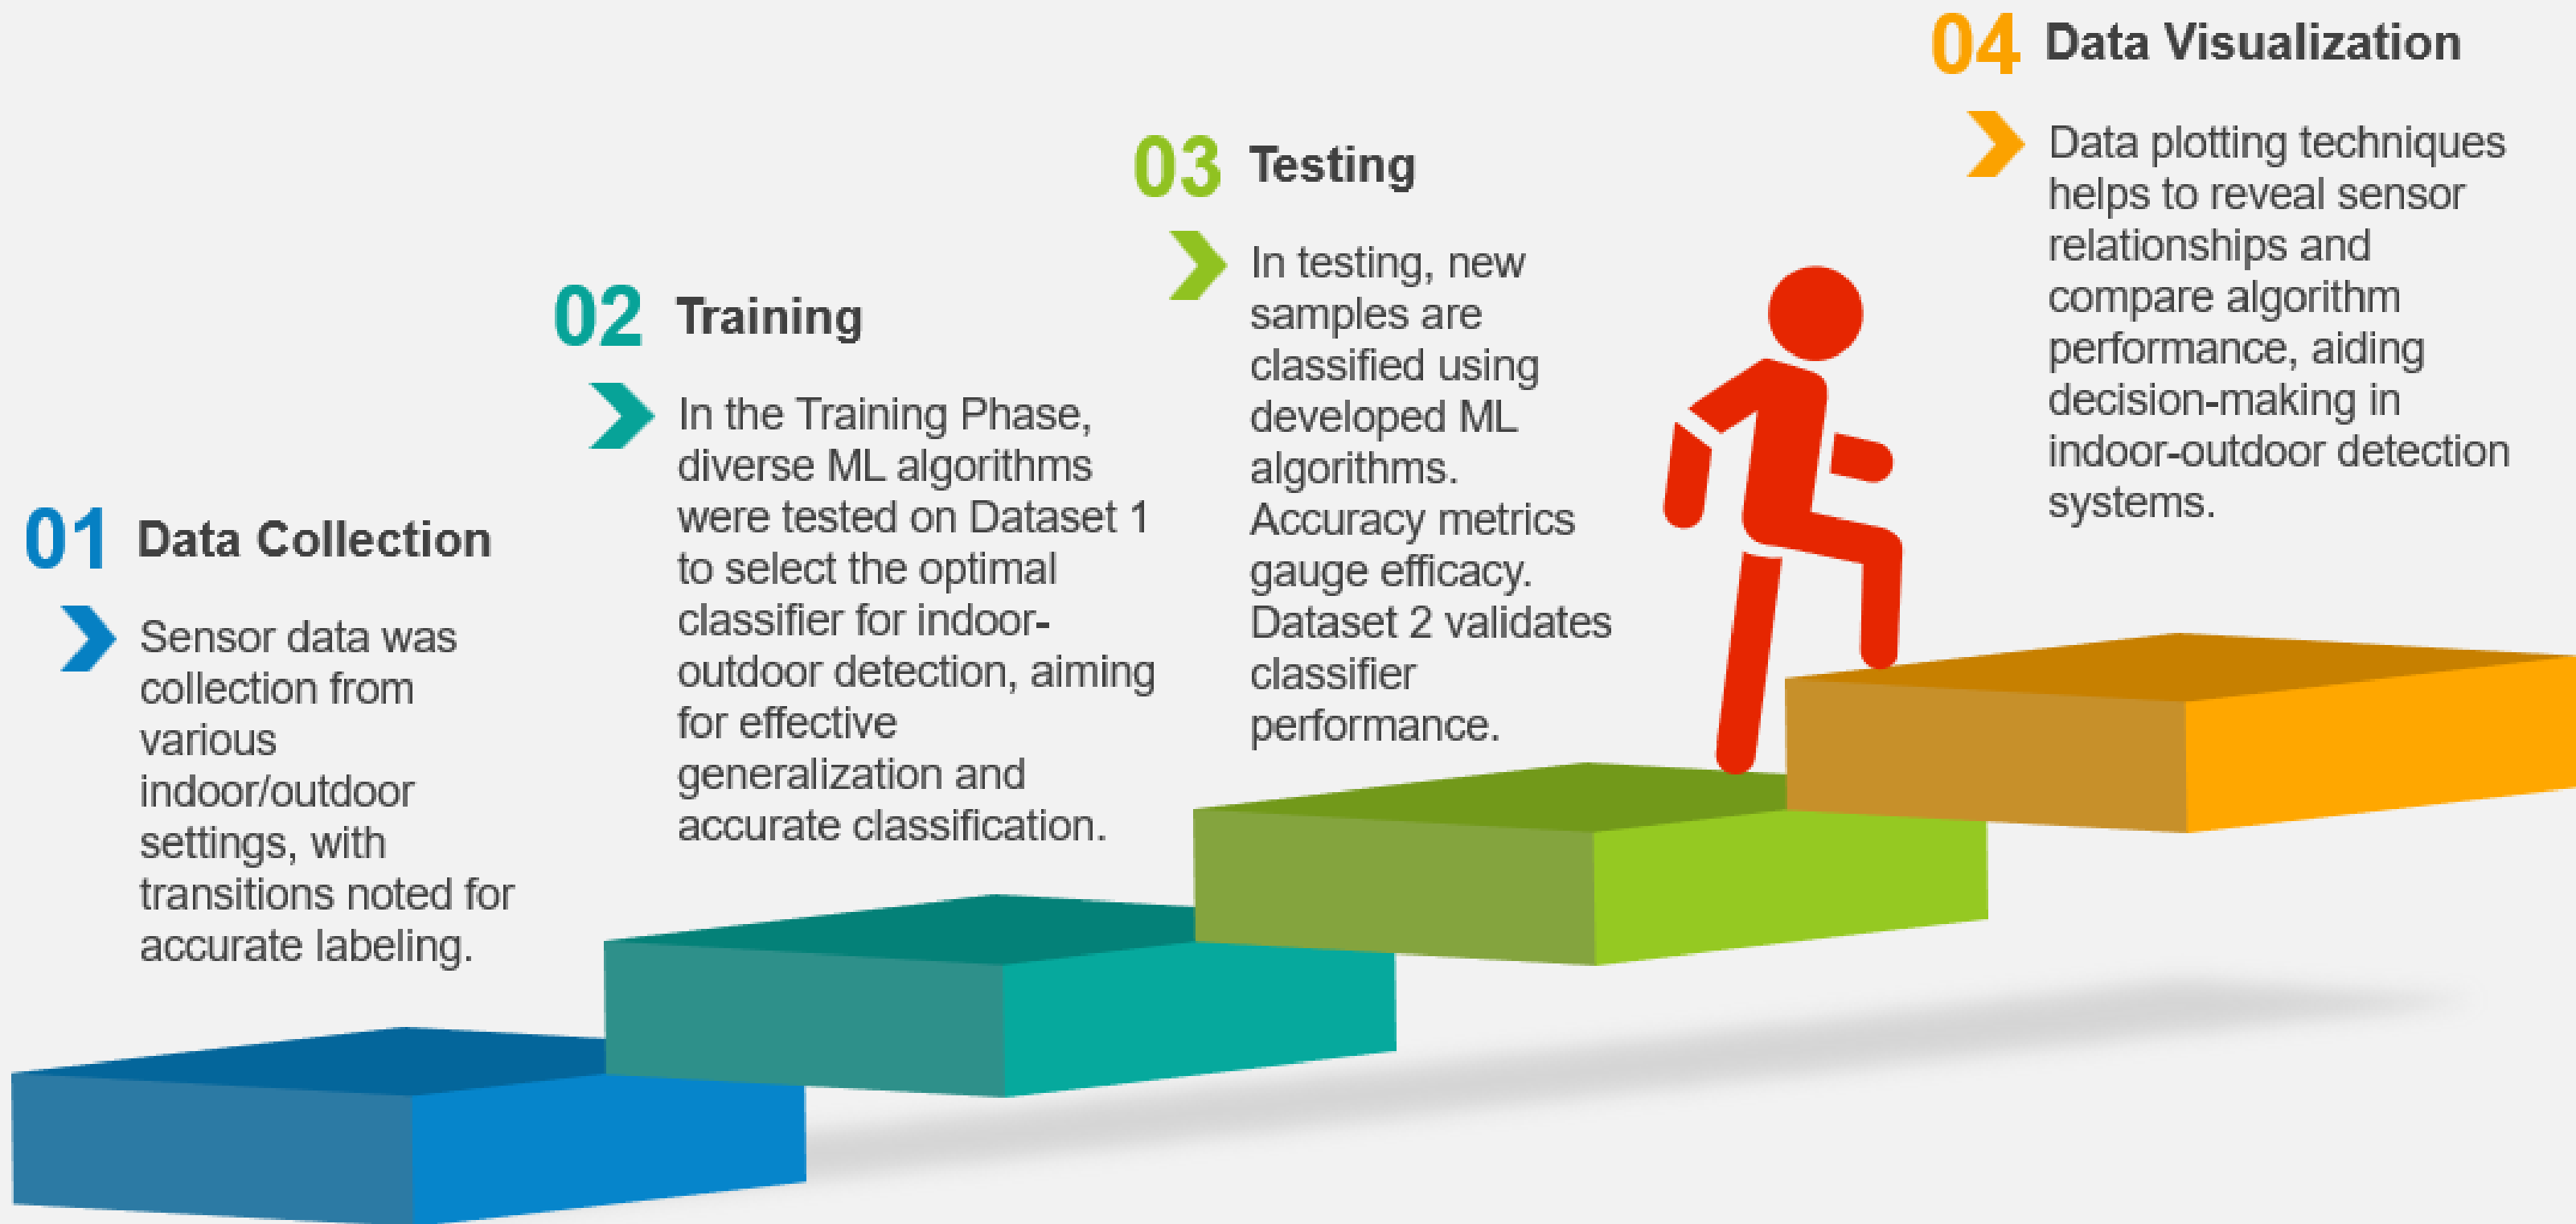 01 Data Collection
Sensor data was
collection from
various
indoor/outdoor
settings, with
transitions noted for
accurate labeling.
02 Training
In the Training Phase,
diverse ML algorithms
were tested on Dataset 1
to select the optimal
classifier for indoor-
outdoor detection, aiming
for effective
generalization and
accurate classification.
03 Testing
In testing, new
samples are
classified using
developed ML
algorithms.
Accuracy metrics
gauge efficacy.
Dataset 2 validates
classifier
performance.
04 Data Visualization
Data plotting techniques
helps to reveal sensor
relationships and
compare algorithm
performance, aiding
decision-making in
indoor-outdoor detection
systems.